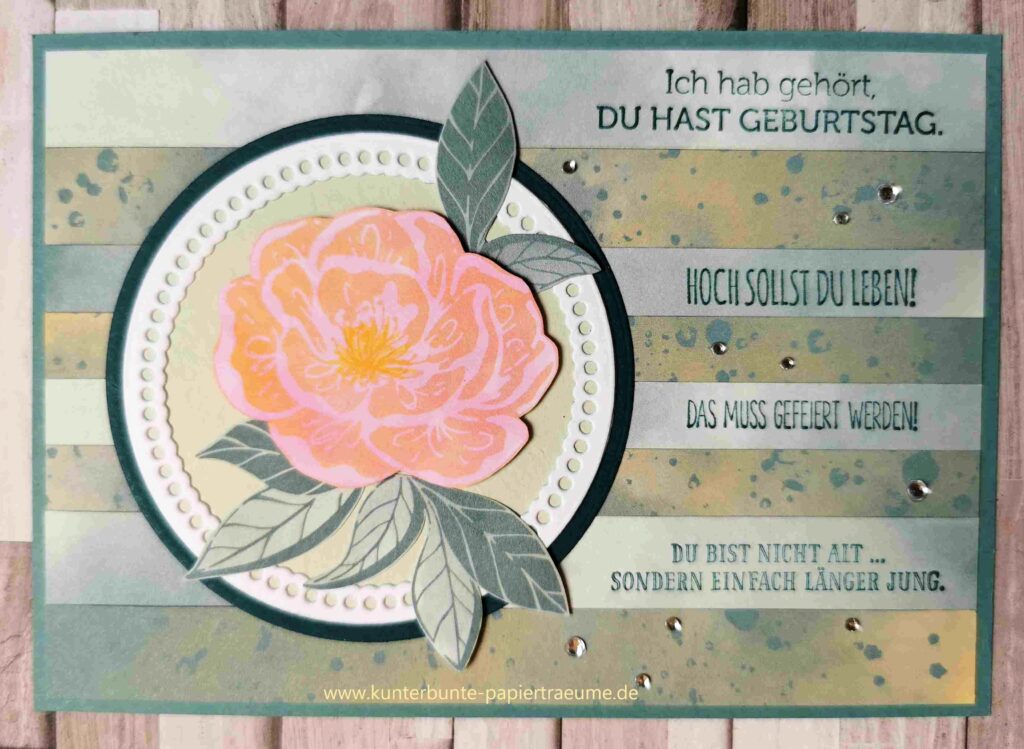 Ich hab gehört,
DU HAST GEBURTSTAG.
HOCH SOLLST DU LEBEN!
DAS MUSS GEFEIERT WERDEN!
DU BIST NICHT ALT ...
SONDERN EINFACH LÄNGER JUNG.
www.kunterbunte-papiertraeume.de